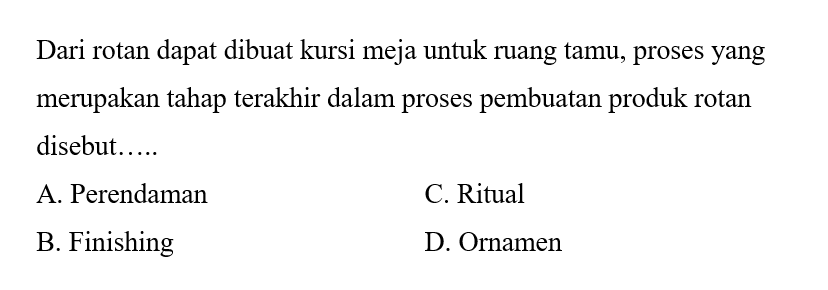 Dari rotan dapat dibuat kursi meja untuk ruang tamu, proses yang
merupakan tahap terakhir dalam proses pembuatan produk rotan
disebut…..
A. Perendaman C. Ritual
B. Finishing D. Ornamen